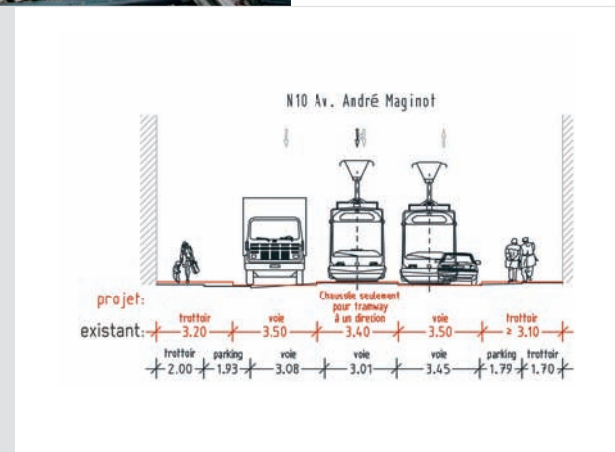 N10 Av. André Maginot
projet:
Chaussée seulement
pour tramway
à un direcion
trottoir voie voie trottoir
existant: 3.20 3.50 3.40 3.50 ≥ 3.10
trottoir parking voie voie voie parking trottoir
2.00 1.93 3.08 3.01 3.45 1.79 1.70